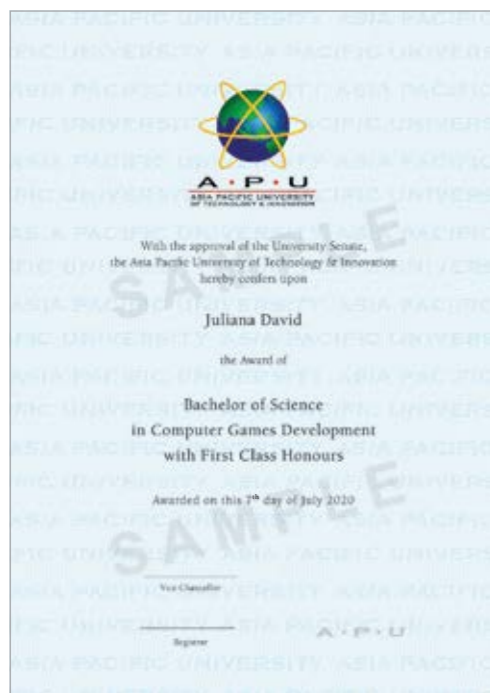 A · P · U
ASIA PACIFIC UNIVERSITY
OF TECHNOLOGY & INNOVATION
With the approval of the University Senate,
the Asia Pacific University of Technology & Innovation
hereby confers upon
SAMPLE
Juliana David
the Award of
Bachelor of Science
in Computer Games Development
with First Class Honours
Awarded on this 7th day of July 2020
SAMPLE
Vice Chancellor
Registrar
A · P · U